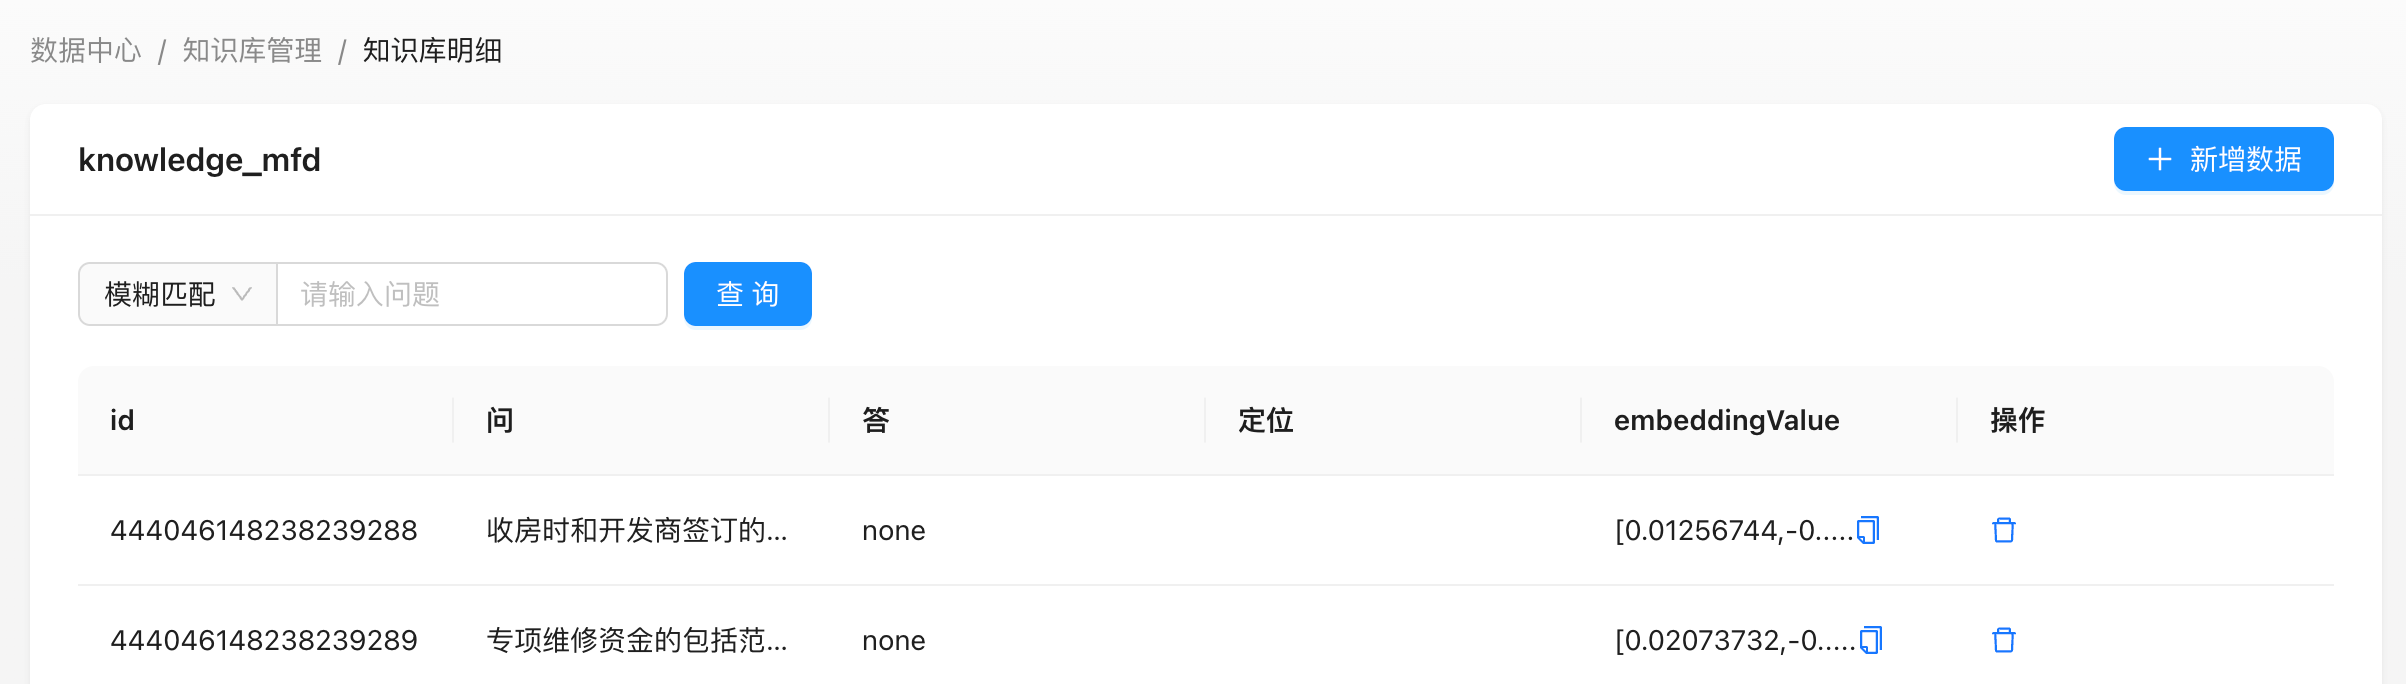 数据中心 / 知识库管理 / 知识库明细
knowledge_mfd
+ 新增数据
模糊匹配 请输入问题 查 询
id 问 答 定位 embeddingValue 操作
444046148238239288 收房时和开发商签订的... none [0.01256744,-0.....
444046148238239289 专项维修资金的包括范... none [0.02073732,-0.....